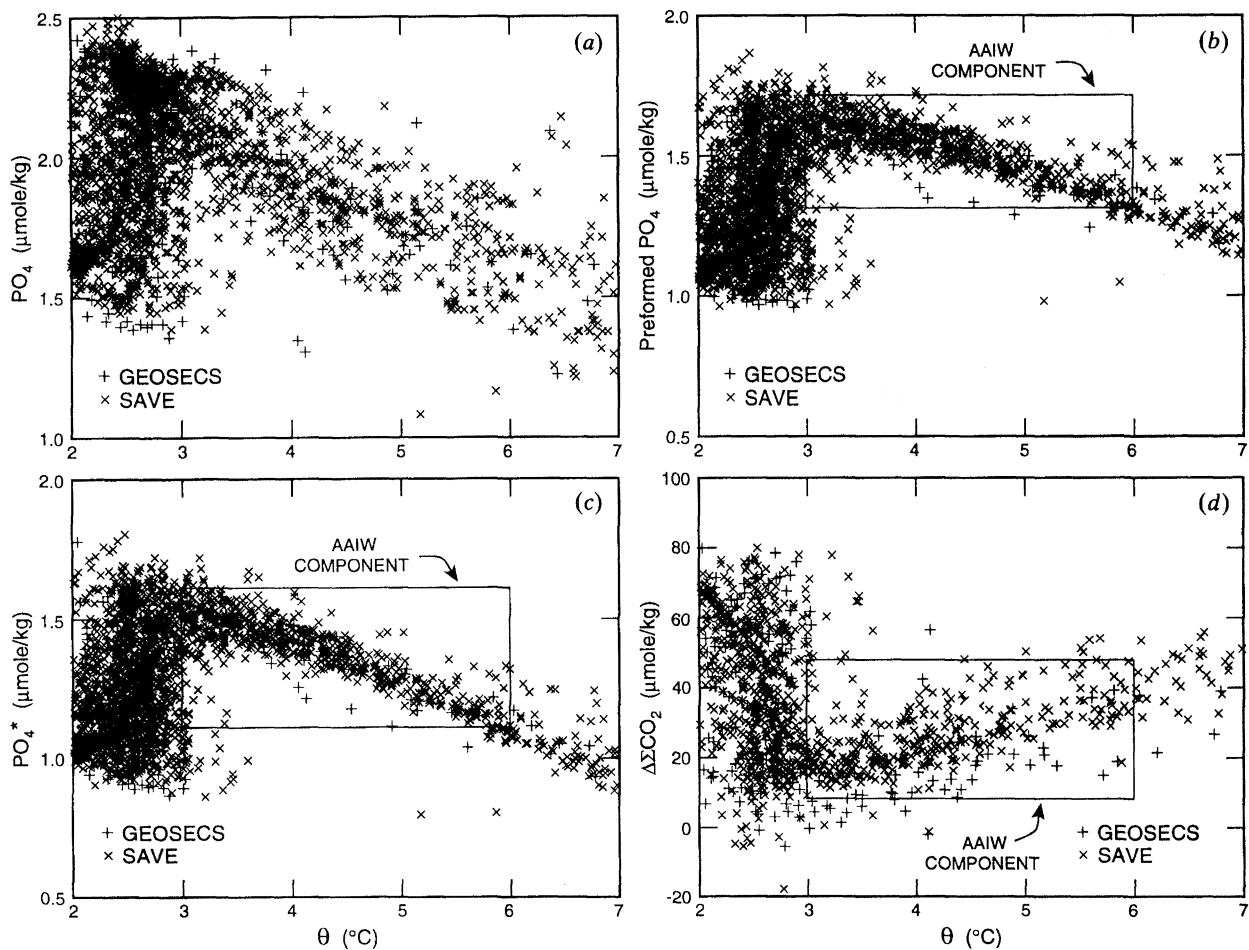 (a)
2.5
2.0
1.5
1.0
PO4 (μmole/kg)
+ GEOSECS
× SAVE
2 3 4 5 6 7
(b)
2.0
1.5
1.0
0.5
Preformed PO4 (μmole/kg)
AAIW
COMPONENT
+ GEOSECS
× SAVE
2 3 4 5 6 7
(c)
2.0
1.5
1.0
0.5
PO4* (μmole/kg)
AAIW
COMPONENT
+ GEOSECS
× SAVE
2 3 4 5 6 7
θ (°C)
(d)
100
80
60
40
20
0
-20
ΔΣCO2 (μmole/kg)
AAIW
COMPONENT
+ GEOSECS
× SAVE
2 3 4 5 6 7
θ (°C)